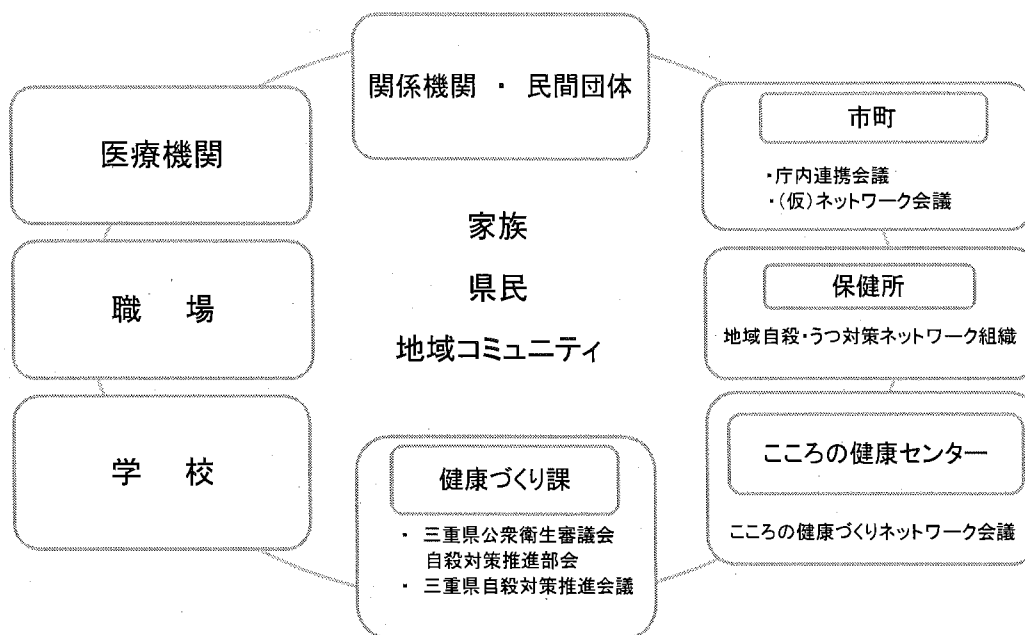 関係機関 ・ 民間団体
医療機関
職 場
学 校
家族
県民
地域コミュニティ
市町
・庁内連携会議
・(仮)ネットワーク会議
保健所
地域自殺・うつ対策ネットワーク組織
こころの健康センター
こころの健康づくりネットワーク会議
健康づくり課
・ 三重県公衆衛生審議会
自殺対策推進部会
・ 三重県自殺対策推進会議